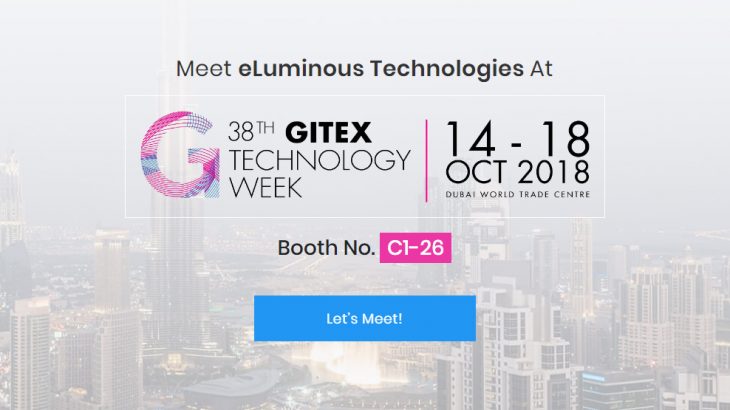 Meet eLuminous Technologies At
38TH GITEX
TECHNOLOGY
WEEK
14 - 18
OCT 2018
DUBAI WORLD TRADE CENTRE
Booth No. C1-26
Let's Meet!